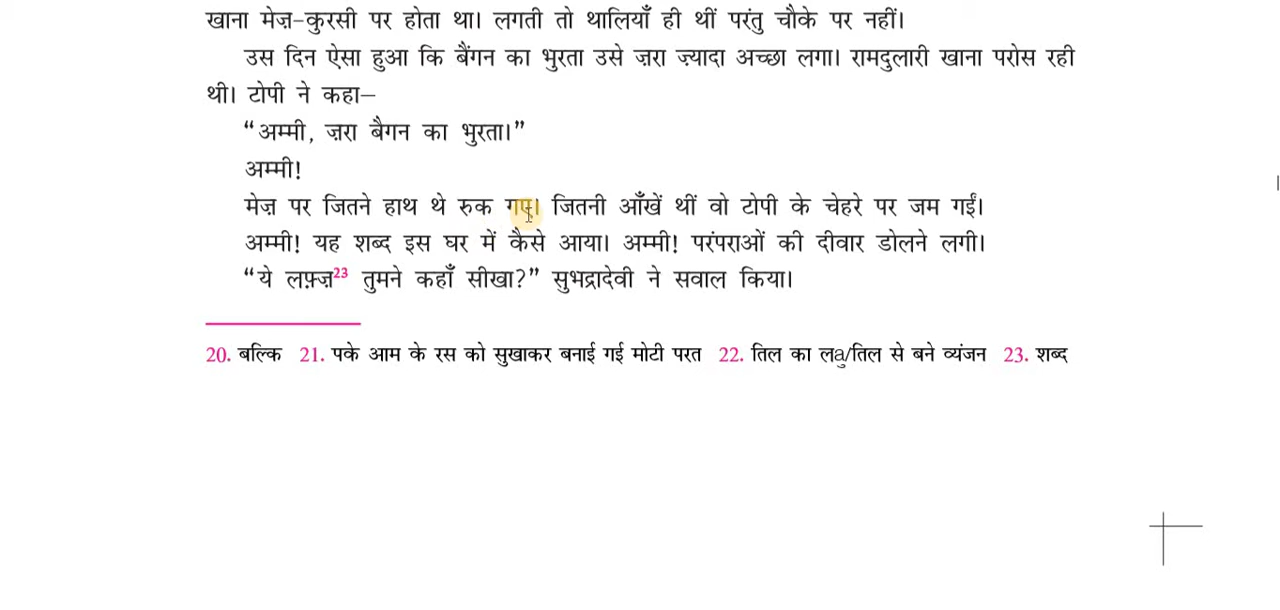 खाना मेज़-कुरसी पर होता था। लगती तो थालियाँ ही थीं परंतु चौके पर नहीं।
उस दिन ऐसा हुआ कि बैंगन का भुरता उसे ज़रा ज़्यादा अच्छा लगा। रामदुलारी खाना परोस रही
थी। टोपी ने कहा–
“अम्मी, ज़रा बैगन का भुरता।”
अम्मी!
मेज़ पर जितने हाथ थे रुक गए। जितनी आँखें थीं वो टोपी के चेहरे पर जम गईं।
अम्मी! यह शब्द इस घर में कैसे आया। अम्मी! परंपराओं की दीवार डोलने लगी।
“ये लफ़्ज़23 तुमने कहाँ सीखा?” सुभद्रादेवी ने सवाल किया।
20. बल्कि 21. पके आम के रस को सुखाकर बनाई गई मोटी परत 22. तिल का लaु/तिल से बने व्यंजन 23. शब्द